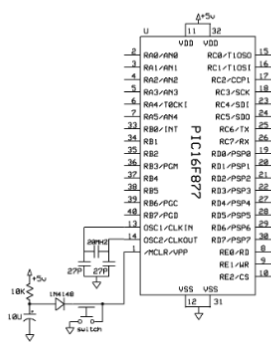 +5v
U
11 32
VDD VDD
2 RA0/AN0 RC0/T1OSO 15
3 RA1/AN1 RC1/T1OSI 16
4 RA2/AN2 RC2/CCP1 17
5 RA3/AN3 RC3/SCK 18
6 RA4/T0CKI RC4/SDI 23
7 RA5/AN4 RC5/SDO 24
33 RB0/INT RC6/TX 25
34 RB1 RC7/RX 26
35 RB2 RD0/PSP0 19
36 RB3/PGM RD1/PSP1 20
37 RB4 RD2/PSP2 21
38 RB5 RD3/PSP3 22
39 RB6/PGC RD4/PSP4 27
40 RB7/PGD RD5/PSP5 28
13 OSC1/CLKIN RD6/PSP6 29
14 OSC2/CLKOUT RD7/PSP7 30
1 /MCLR/VPP RE0/RD 8
RE1/WR 9
RE2/CS 10
VSS VSS
12 31
PIC16F877
20MHZ
27P 27P
+5v
10K
1N4148
10U
switch